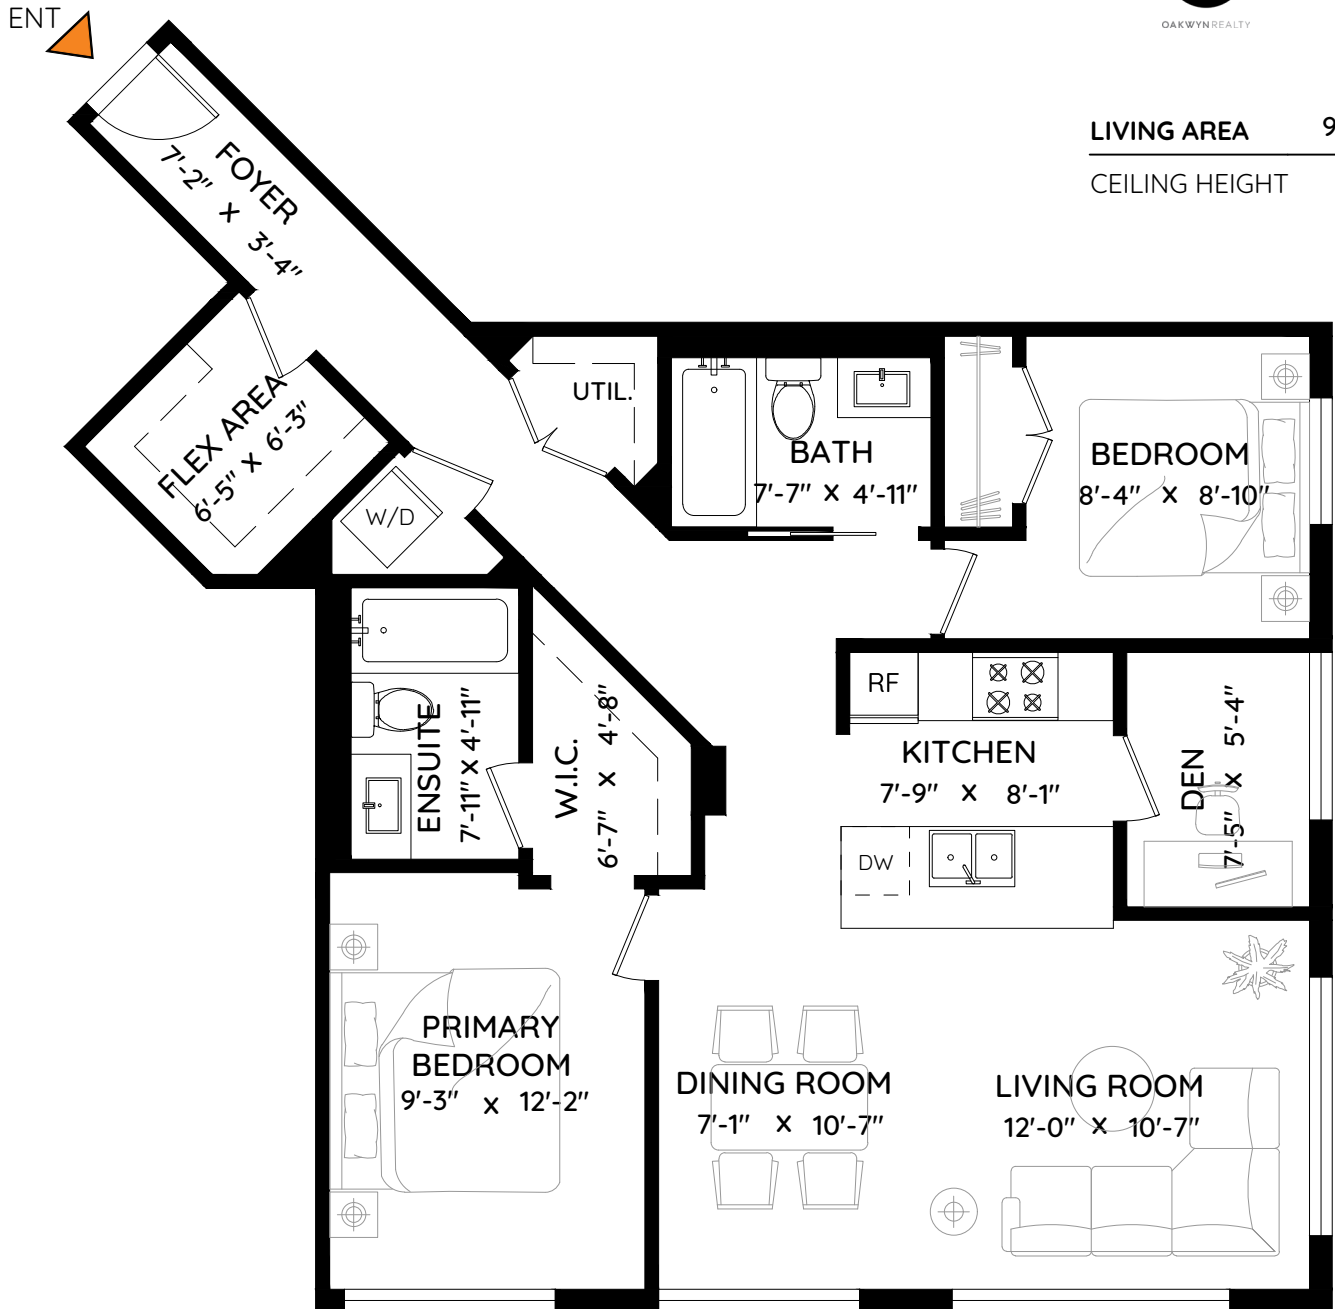 ENT
OAKWYNREALTY
LIVING AREA 9
CEILING HEIGHT
FOYER
7'-2" X 3'-4"
FLEX AREA
6'-5" X 6'-3"
UTIL.
W/D
BATH
7'-7" X 4'-11"
BEDROOM
8'-4" X 8'-10"
ENSUITE
7'-11" X 4'-11"
W.I.C.
6'-7" X 4'-8"
RF
KITCHEN
7'-9" X 8'-1"
DW
DEN
7'-5" X 5'-4"
PRIMARY
BEDROOM
9'-3" X 12'-2"
DINING ROOM
7'-1" X 10'-7"
LIVING ROOM
12'-0" X 10'-7"